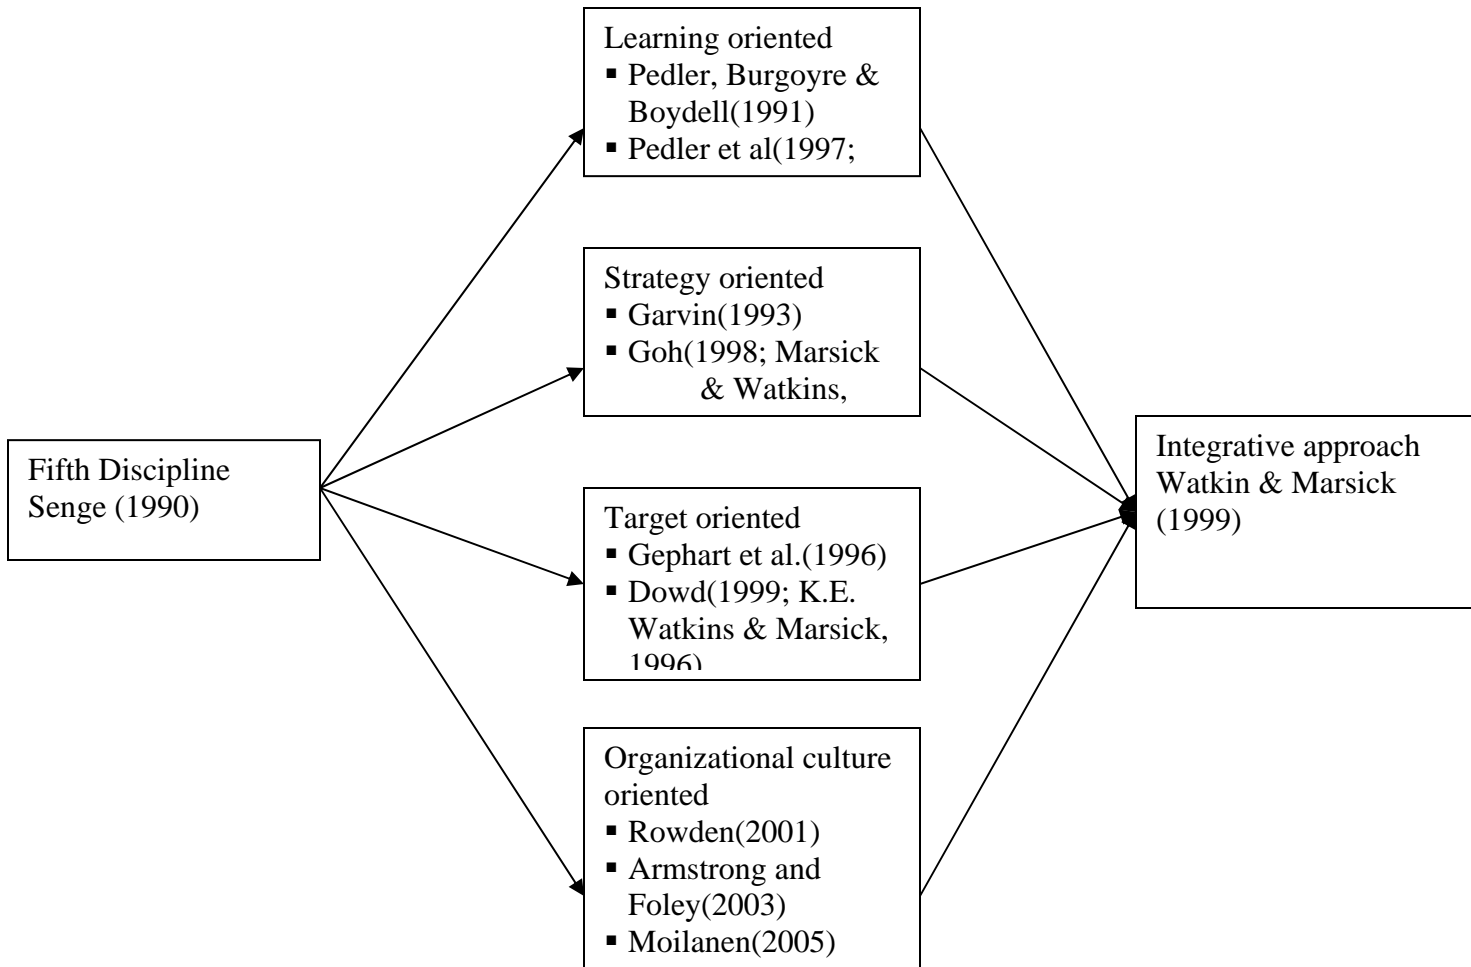 Learning oriented
▪ Pedler, Burgoyre &
Boydell(1991)
▪ Pedler et al(1997;
Strategy oriented
▪ Garvin(1993)
▪ Goh(1998; Marsick
& Watkins,
Fifth Discipline
Senge (1990)
Target oriented
▪ Gephart et al.(1996)
▪ Dowd(1999; K.E.
Watkins & Marsick,
1996)
Organizational culture
oriented
▪ Rowden(2001)
▪ Armstrong and
Foley(2003)
▪ Moilanen(2005)
Integrative approach
Watkin & Marsick
(1999)